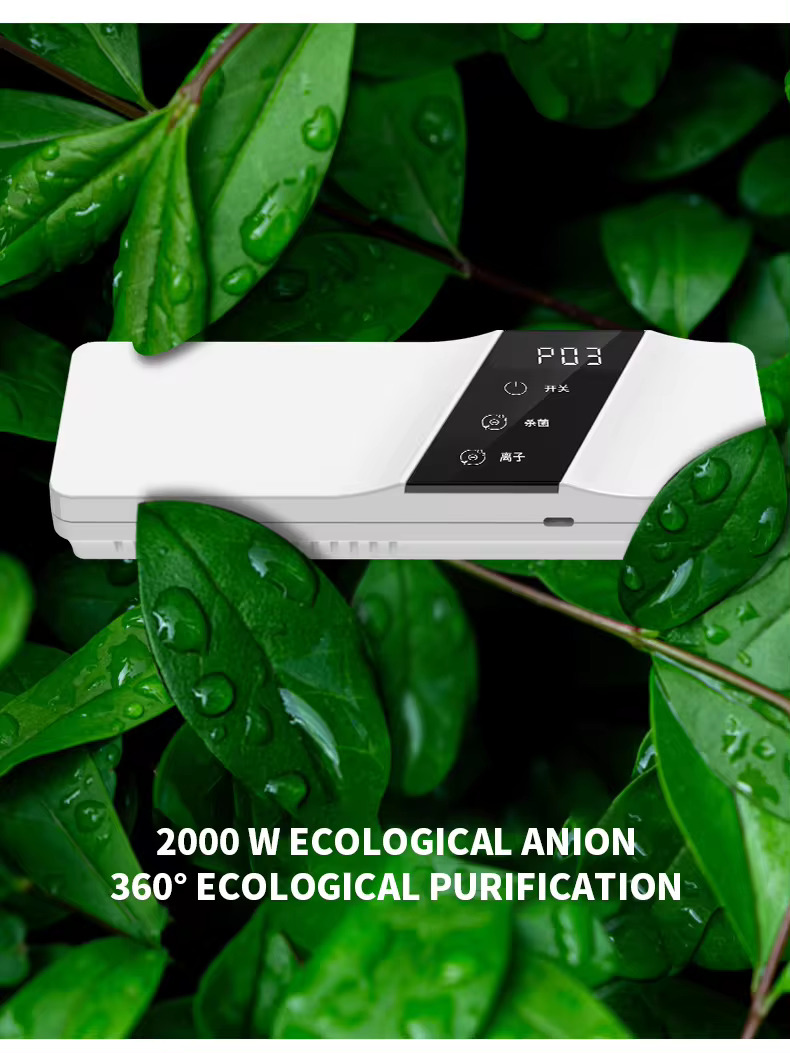 P03
开关
杀菌
离子
2000 W ECOLOGICAL ANION
360° ECOLOGICAL PURIFICATION